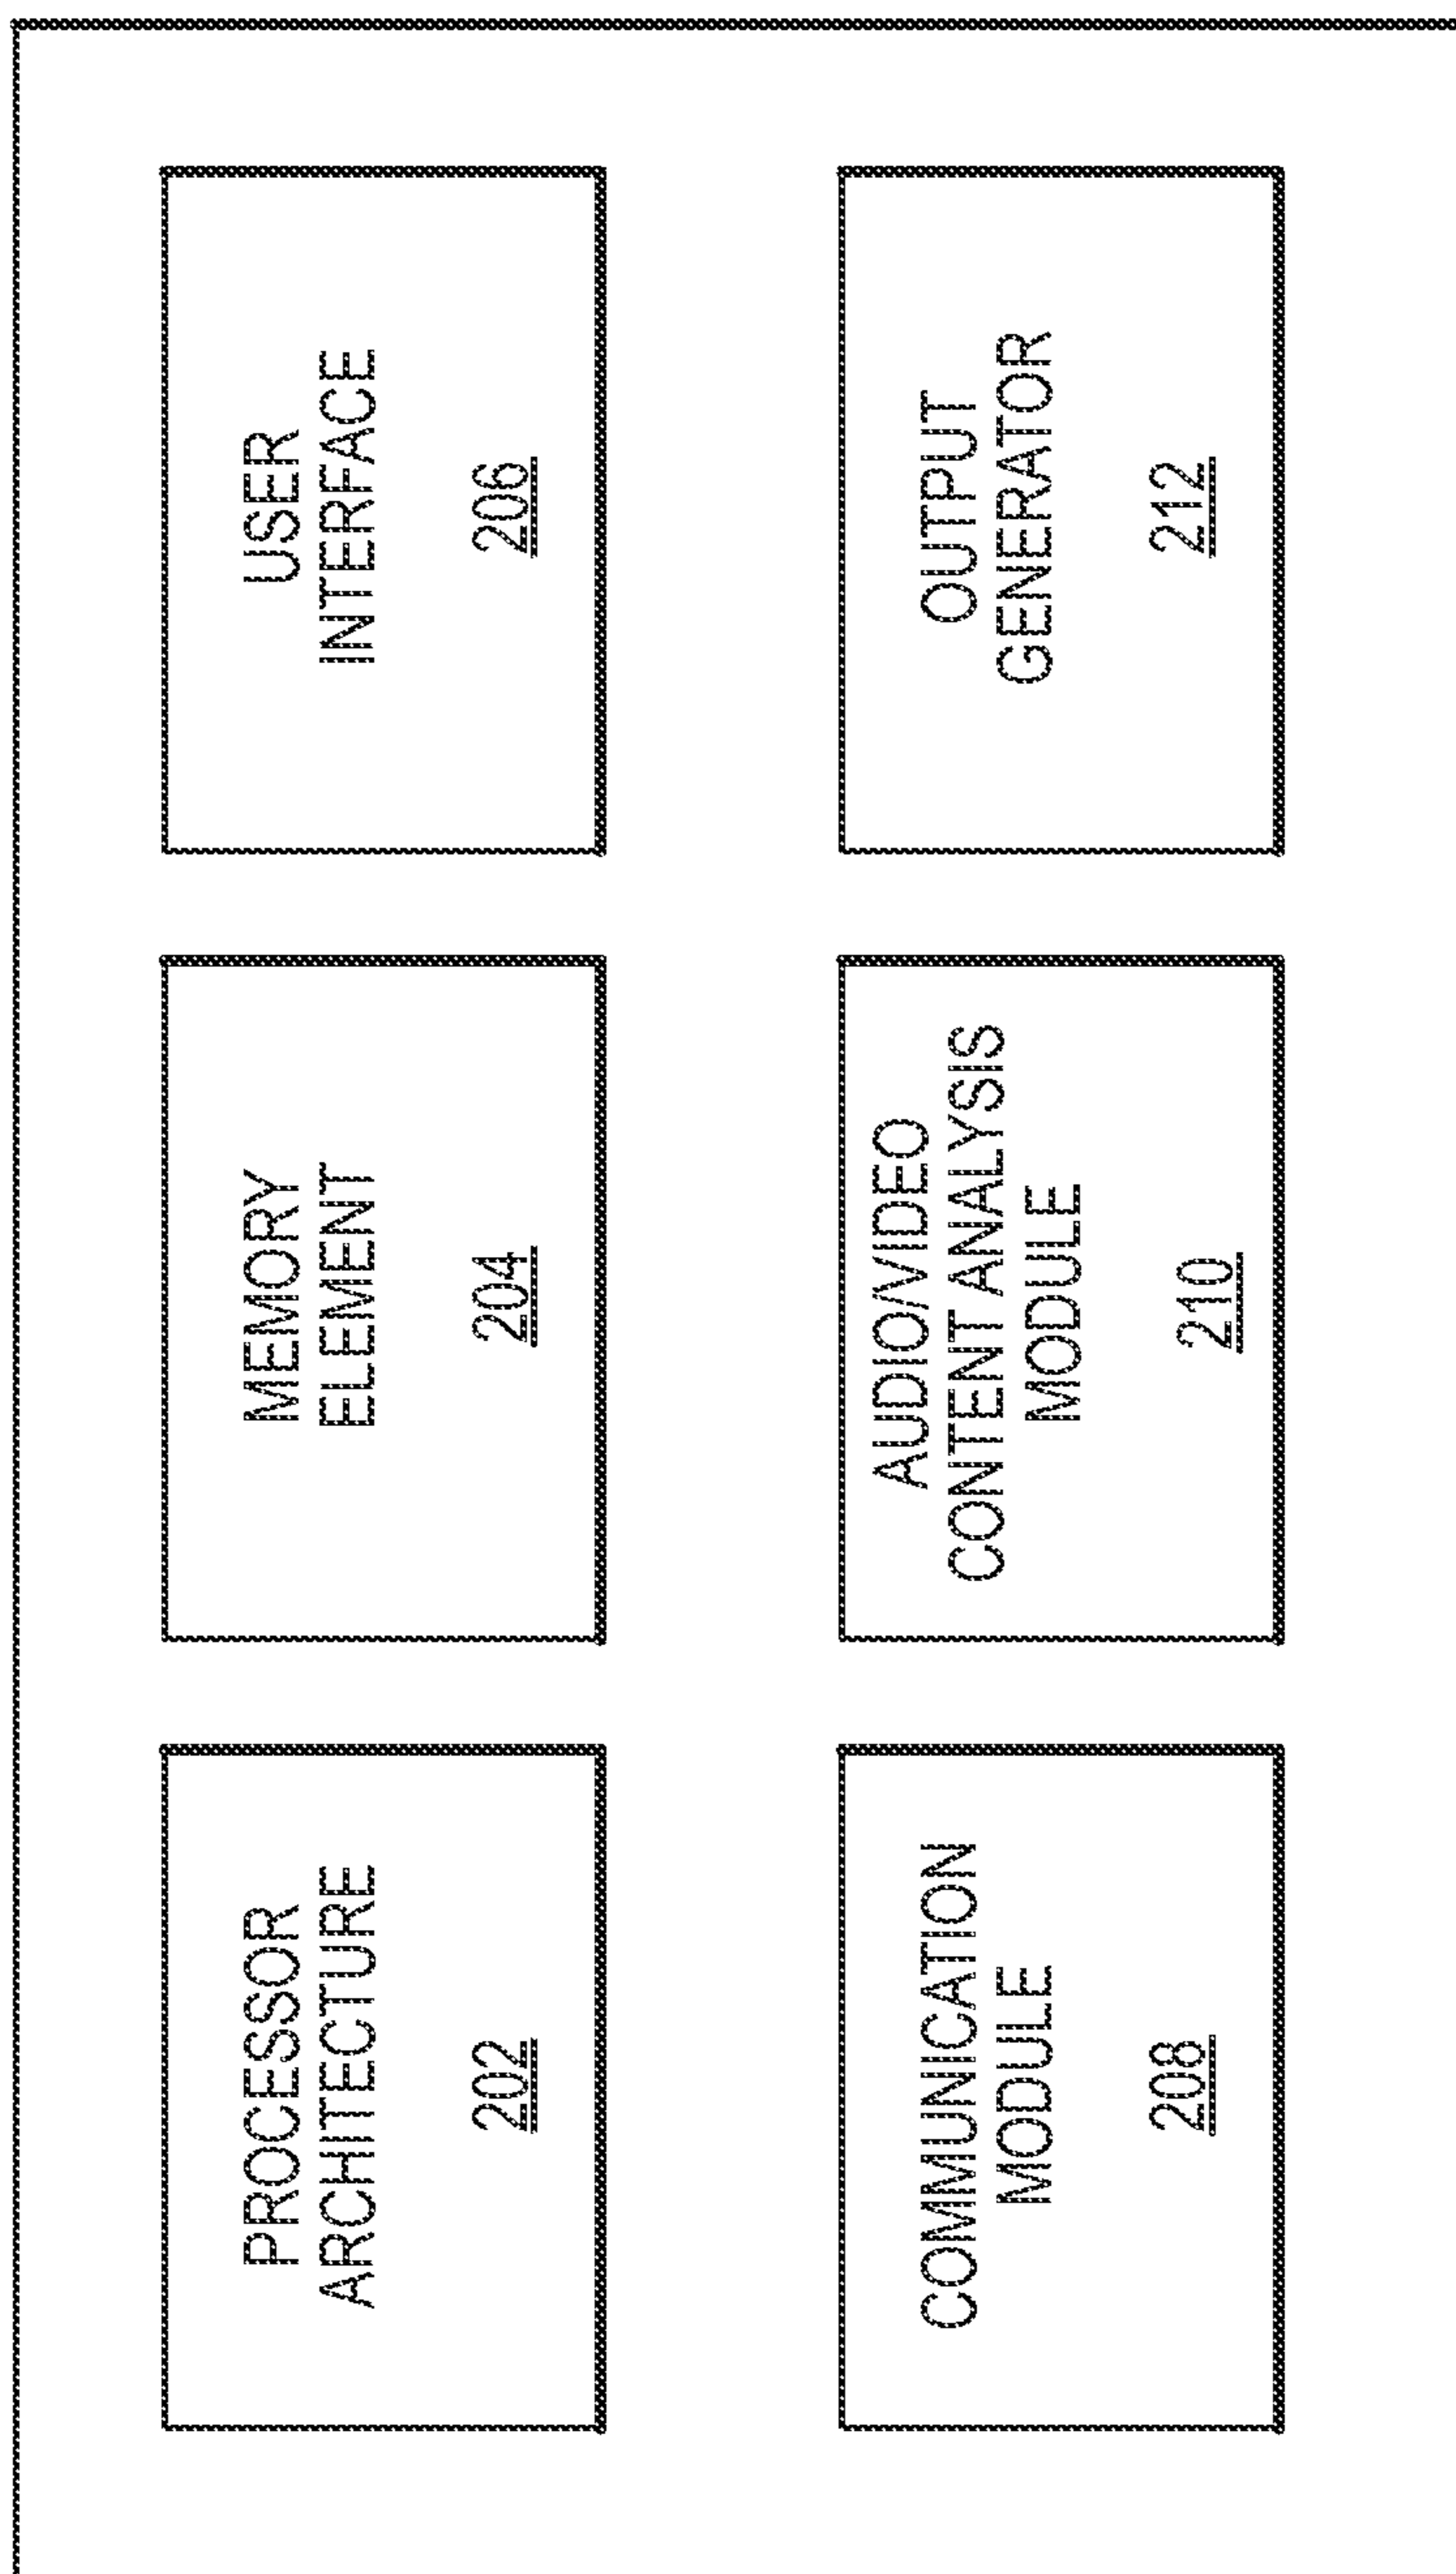 PROCESSOR
ARCHITECTURE
202
MEMORY
ELEMENT
204
USER
INTERFACE
206
COMMUNICATION
MODULE
208
AUDIO/VIDEO
CONTENT ANALYSIS
MODULE
210
OUTPUT
GENERATOR
212